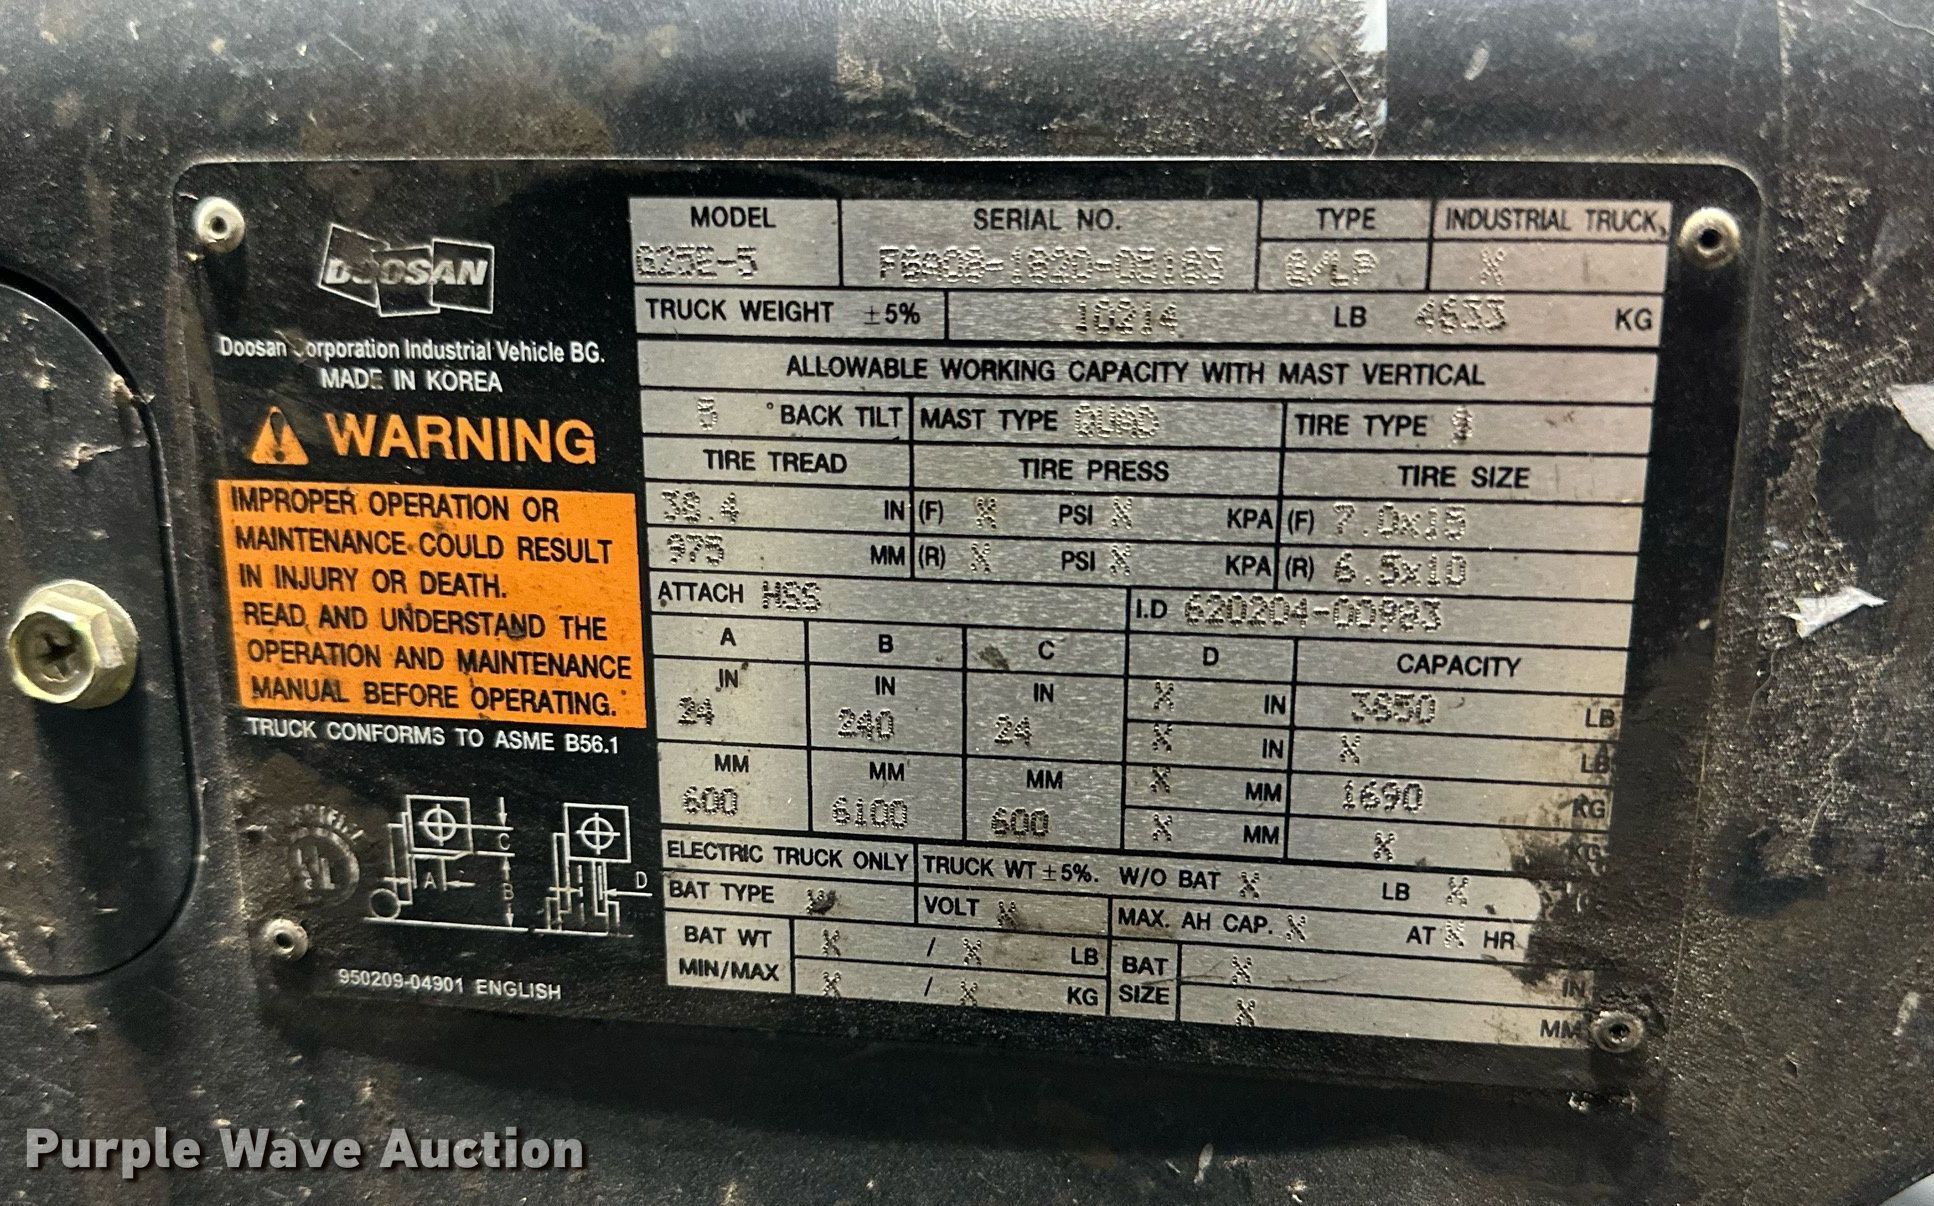 DOOSAN
Doosan Corporation Industrial Vehicle BG.
MADE IN KOREA
WARNING
IMPROPER OPERATION OR
MAINTENANCE COULD RESULT
IN INJURY OR DEATH.
READ AND UNDERSTAND THE
OPERATION AND MAINTENANCE
MANUAL BEFORE OPERATING.
TRUCK CONFORMS TO ASME B56.1
UL
A C B D
950209-04901 ENGLISH
MODEL SERIAL NO. TYPE INDUSTRIAL TRUCK,
G25E-5 G/LP X
TRUCK WEIGHT ±5% 10214 LB 4633 KG
ALLOWABLE WORKING CAPACITY WITH MAST VERTICAL
5 °BACK TILT MAST TYPE QUAD TIRE TYPE
TIRE TREAD TIRE PRESS TIRE SIZE
38.4 IN (F) X PSI X KPA (F) 7.0x15
975 MM (R) X PSI X KPA (R) 6.5x10
ATTACH HSS I.D 620204-00983
A B C D CAPACITY
IN IN IN X IN 3650 LB
24 240 24 X IN X LB
MM MM MM X MM 1690 KG
600 6100 600 X MM X KG
ELECTRIC TRUCK ONLY TRUCK WT ±5%. W/O BAT X LB X
BAT TYPE X VOLT X MAX. AH CAP. X AT X HR
BAT WT X / X LB BAT X IN
MIN/MAX X / X KG SIZE X MM
Purple Wave Auction